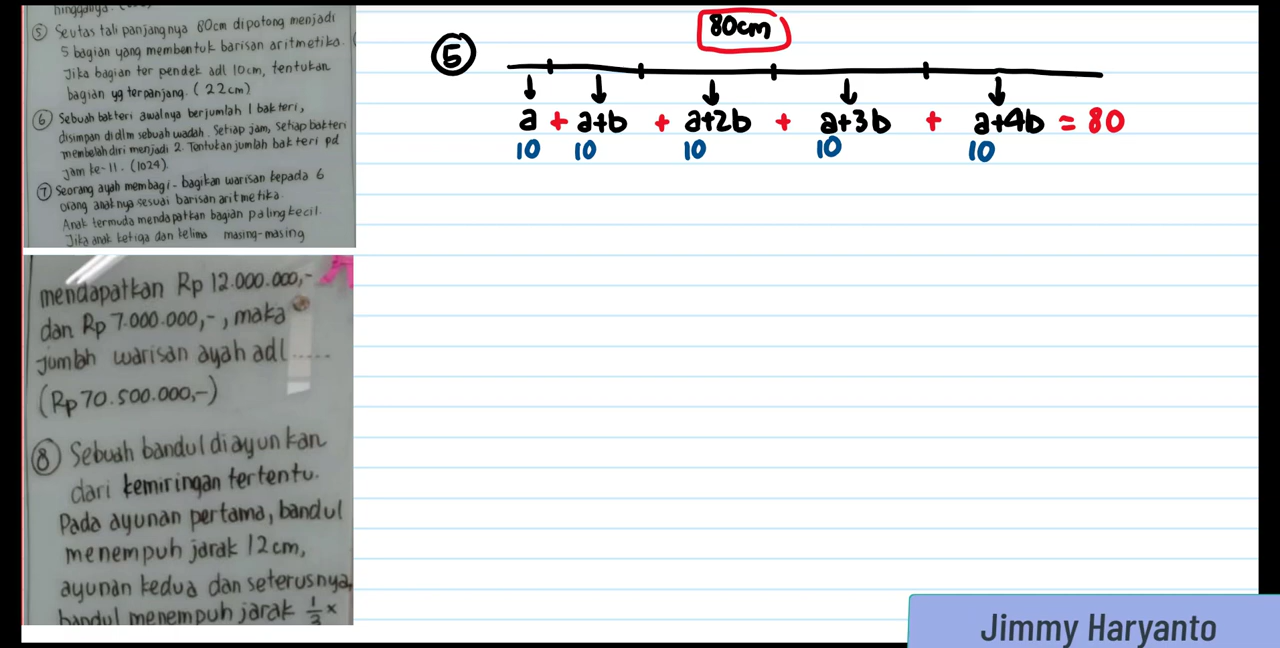 hingganya.
⑤ Seutas tali panjangnya 80cm dipotong menjadi
5 bagian yang membentuk barisan aritmetika.
Jika bagian terpendek adl 10cm, tentukan
bagian yg terpanjang. (22cm)
⑥ Sebuah bakteri awalnya berjumlah 1 bakteri,
disimpan didlm sebuah wadah. Setiap jam, setiap bakteri
membelah diri menjadi 2. Tentukan jumlah bakteri pd
jam ke-11. (1024).
⑦ Seorang ayah membagi-bagikan warisan kepada 6
orang anaknya sesuai barisan aritmetika.
Anak termuda mendapatkan bagian paling kecil.
Jika anak ketiga dan kelima masing-masing
mendapatkan Rp 12.000.000,-
dan Rp 7.000.000,-, maka
jumlah warisan ayah adl .....
(Rp 70.500.000,-)
⑧ Sebuah bandul diayunkan
dari kemiringan tertentu.
Pada ayunan pertama, bandul
menempuh jarak 12cm,
ayunan kedua dan seterusnya,
bandul menempuh jarak 1/3 x
⑤ 80cm
a + a+b + a+2b + a+3b + a+4b = 80
10 10 10 10 10
Jimmy Haryanto